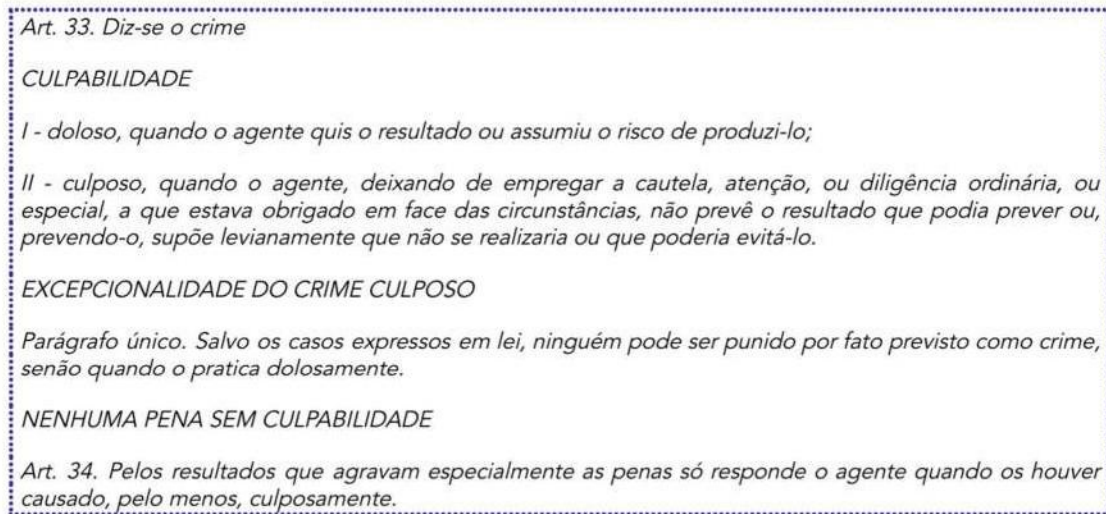 Art. 33. Diz-se o crime
CULPABILIDADE
I - doloso, quando o agente quis o resultado ou assumiu o risco de produzi-lo;
II - culposo, quando o agente, deixando de empregar a cautela, atenção, ou diligência ordinária, ou
especial, a que estava obrigado em face das circunstâncias, não prevê o resultado que podia prever ou,
prevendo-o, supõe levianamente que não se realizaria ou que poderia evitá-lo.
EXCEPCIONALIDADE DO CRIME CULPOSO
Parágrafo único. Salvo os casos expressos em lei, ninguém pode ser punido por fato previsto como crime,
senão quando o pratica dolosamente.
NENHUMA PENA SEM CULPABILIDADE
Art. 34. Pelos resultados que agravam especialmente as penas só responde o agente quando os houver
causado, pelo menos, culposamente.